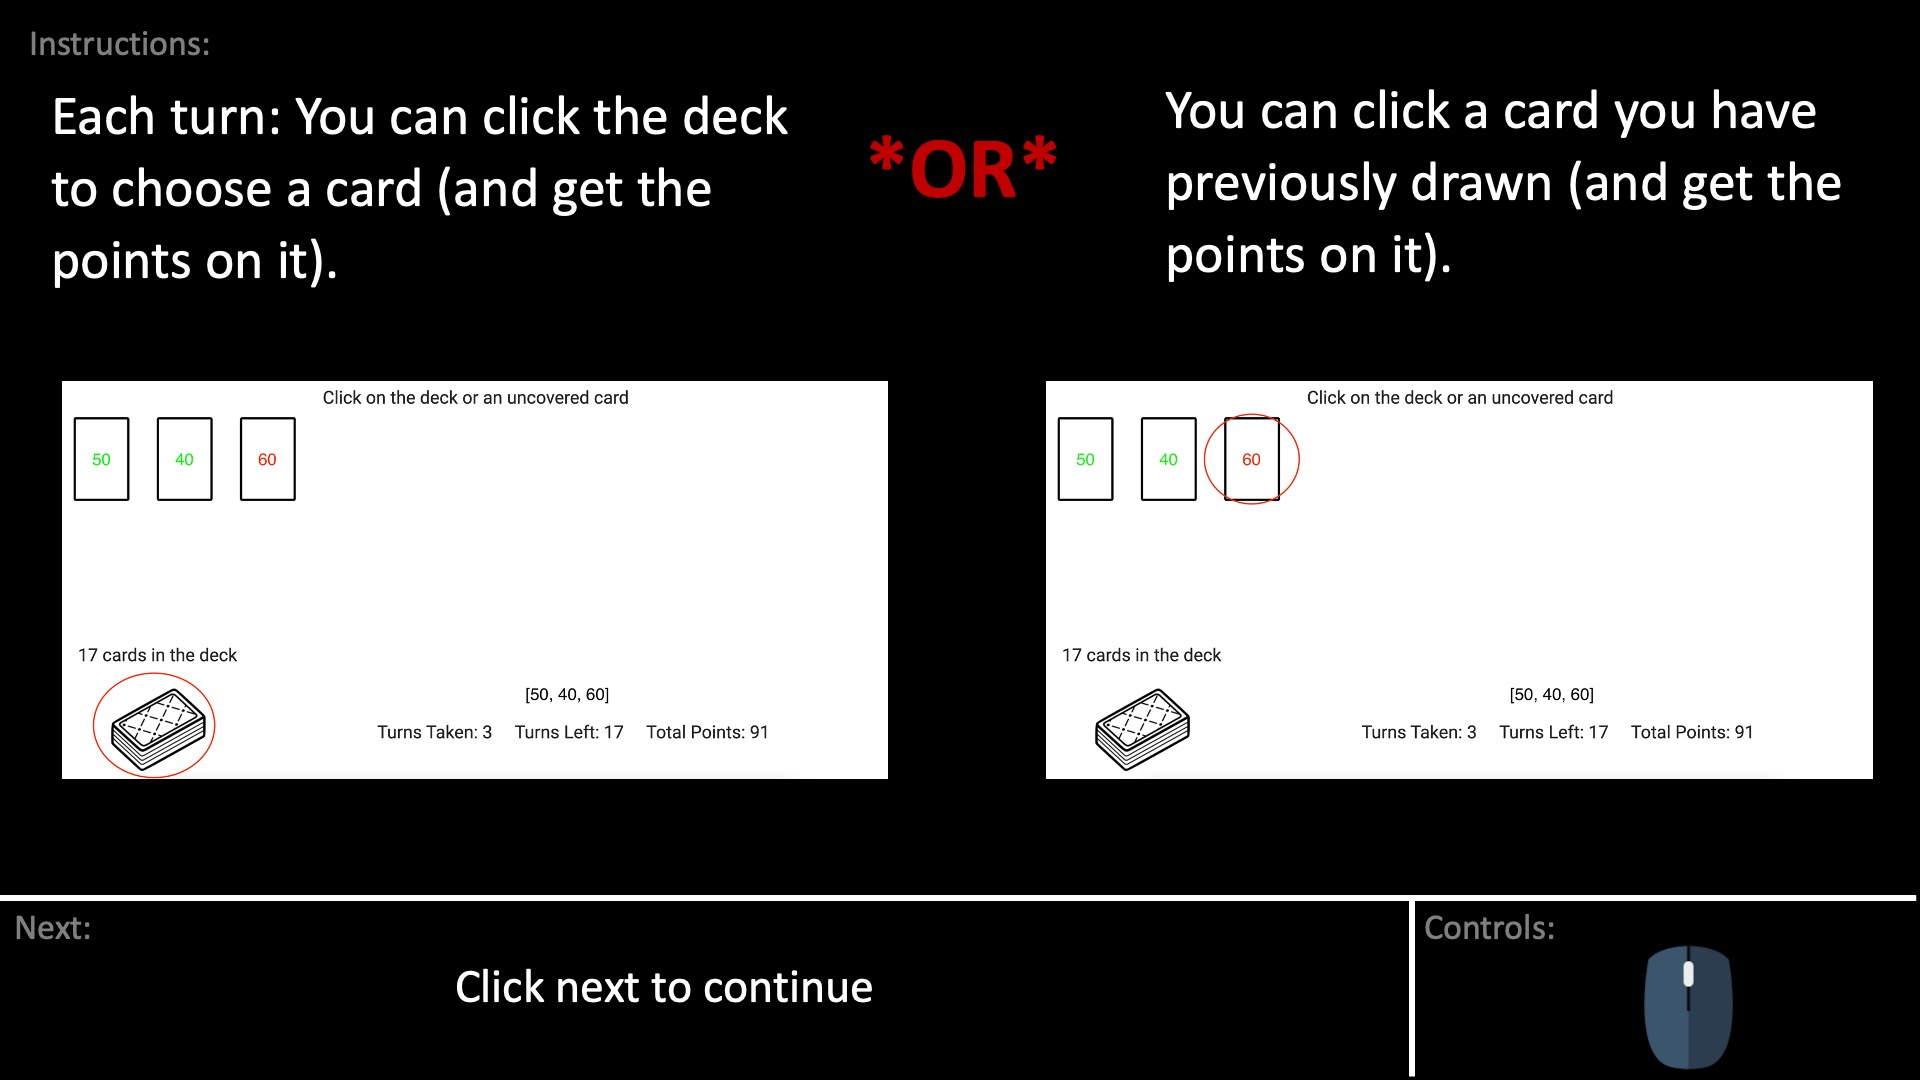 Instructions:
Each turn: You can click the deck
to choose a card (and get the
points on it).
*OR*
You can click a card you have
previously drawn (and get the
points on it).
Click on the deck or an uncovered card
50 40 60
17 cards in the deck
[50, 40, 60]
Turns Taken: 3 Turns Left: 17 Total Points: 91
Click on the deck or an uncovered card
50 40 60
17 cards in the deck
[50, 40, 60]
Turns Taken: 3 Turns Left: 17 Total Points: 91
Next:
Click next to continue
Controls: